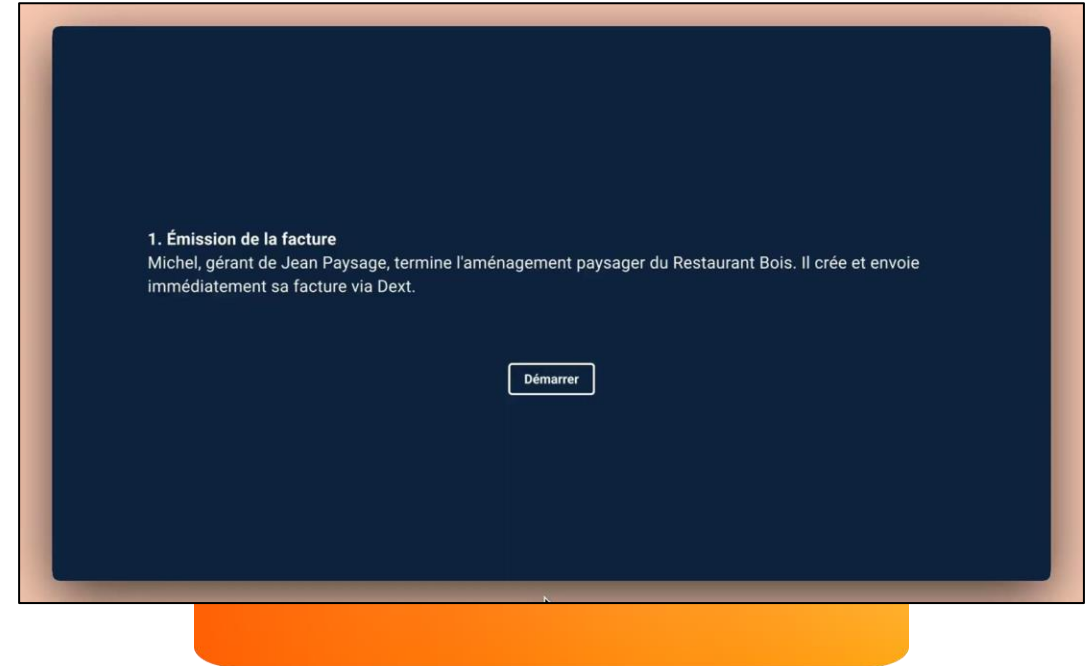 1. Émission de la facture
Michel, gérant de Jean Paysage, termine l'aménagement paysager du Restaurant Bois. Il crée et envoie
immédiatement sa facture via Dext.
Démarrer